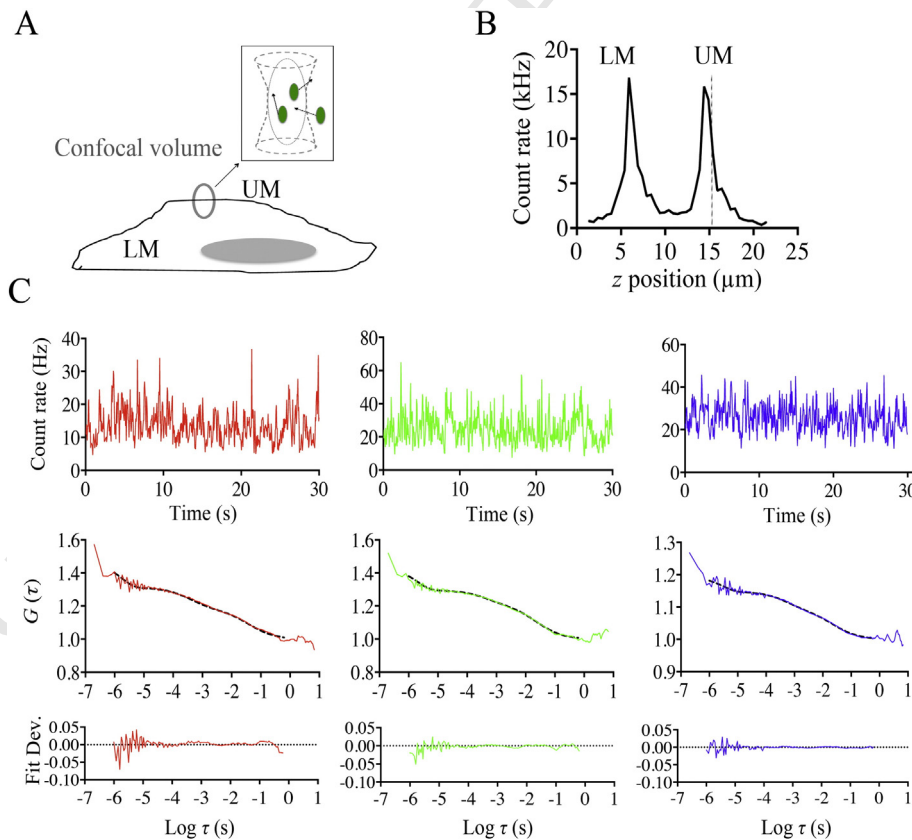 A
Confocal volume
UM
LM
B
Count rate (kHz)
20
15
10
5
0
LM
UM
0 5 10 15 20 25
z position (µm)
C
Count rate (Hz)
40
30
20
10
0
0 10 20 30
Time (s)
80
60
40
20
0
0 10 20 30
Time (s)
60
40
20
0
0 10 20 30
Time (s)
G (τ)
1.6
1.4
1.2
1.0
0.8
-7 -6 -5 -4 -3 -2 -1 0 1
1.6
1.4
1.2
1.0
0.8
-7 -6 -5 -4 -3 -2 -1 0 1
1.3
1.2
1.1
1.0
0.9
-7 -6 -5 -4 -3 -2 -1 0 1
Fit Dev.
0.05
0.00
-0.05
-0.10
-7 -6 -5 -4 -3 -2 -1 0 1
Log τ (s)
0.05
0.00
-0.05
-0.10
-7 -6 -5 -4 -3 -2 -1 0 1
Log τ (s)
0.05
0.00
-0.05
-0.10
-7 -6 -5 -4 -3 -2 -1 0 1
Log τ (s)